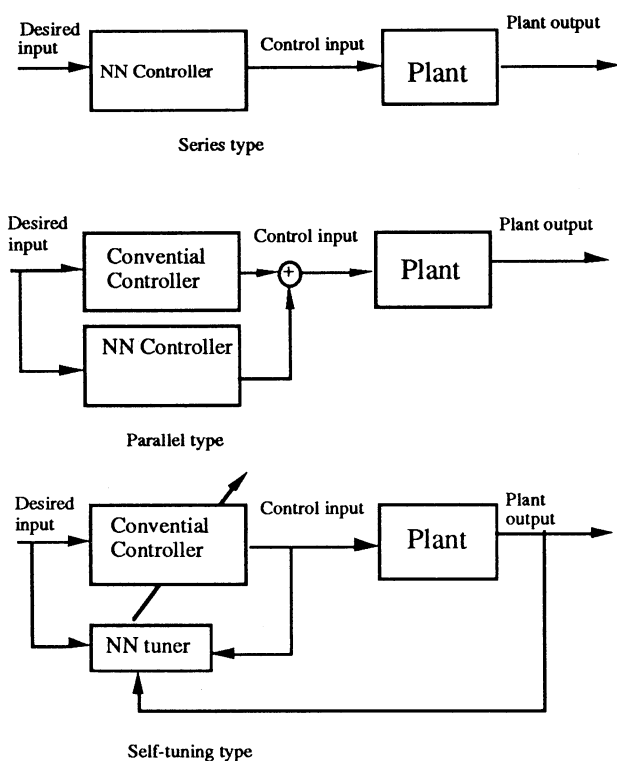 Desired
input
NN Controller
Control input
Plant
Plant output
Series type
Desired
input
Convential
Controller
NN Controller
Control input
+
Plant
Plant output
Parallel type
Desired
input
Convential
Controller
NN tuner
Control input
Plant
Plant
output
Self-tuning type